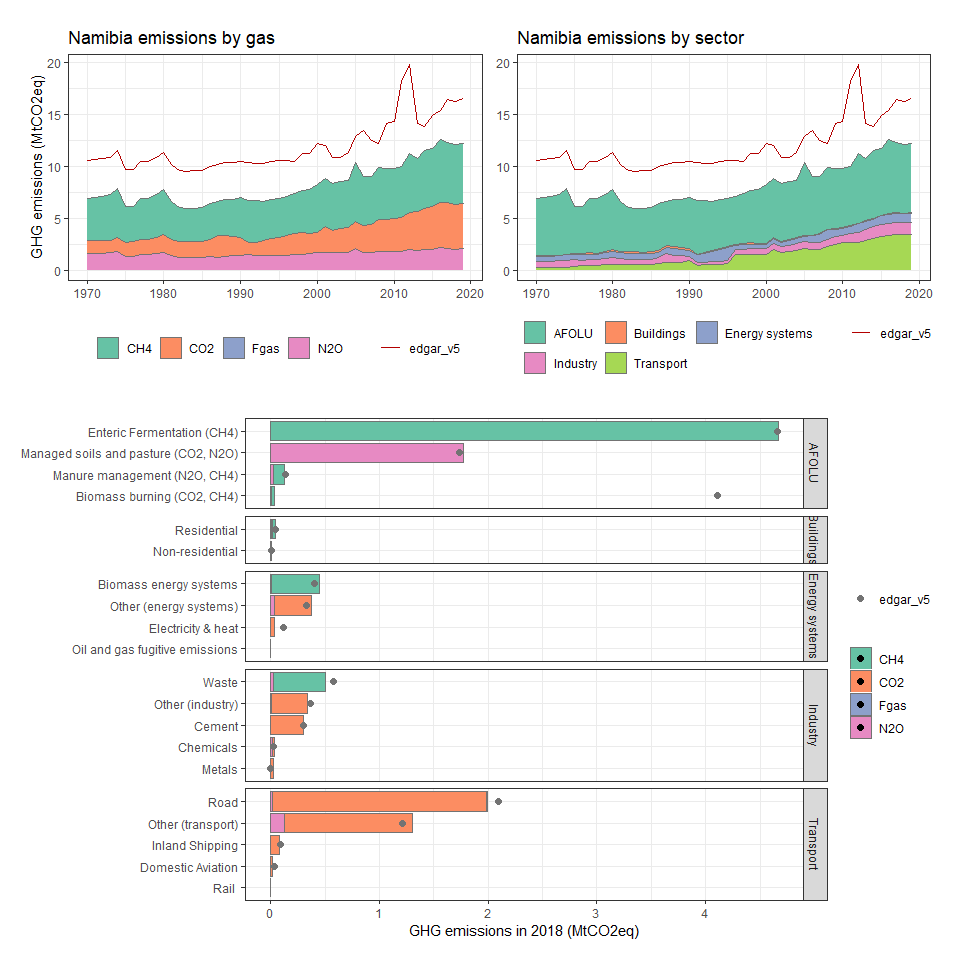 Namibia emissions by gas
GHG emissions (MtCO2eq)
20
15
10
5
0
1970 1980 1990 2000 2010 2020
CH4 CO2 Fgas N2O edgar_v5
Namibia emissions by sector
20
15
10
5
0
1970 1980 1990 2000 2010 2020
AFOLU Buildings Energy systems edgar_v5
Industry Transport
Enteric Fermentation (CH4)
Managed soils and pasture (CO2, N2O)
Manure management (N2O, CH4)
Biomass burning (CO2, CH4)
AFOLU
Residential
Non-residential
Buildings
Biomass energy systems
Other (energy systems)
Electricity & heat
Oil and gas fugitive emissions
Energy systems
Waste
Other (industry)
Cement
Chemicals
Metals
Industry
Road
Other (transport)
Inland Shipping
Domestic Aviation
Rail
Transport
0 1 2 3 4
GHG emissions in 2018 (MtCO2eq)
edgar_v5
CH4
CO2
Fgas
N2O